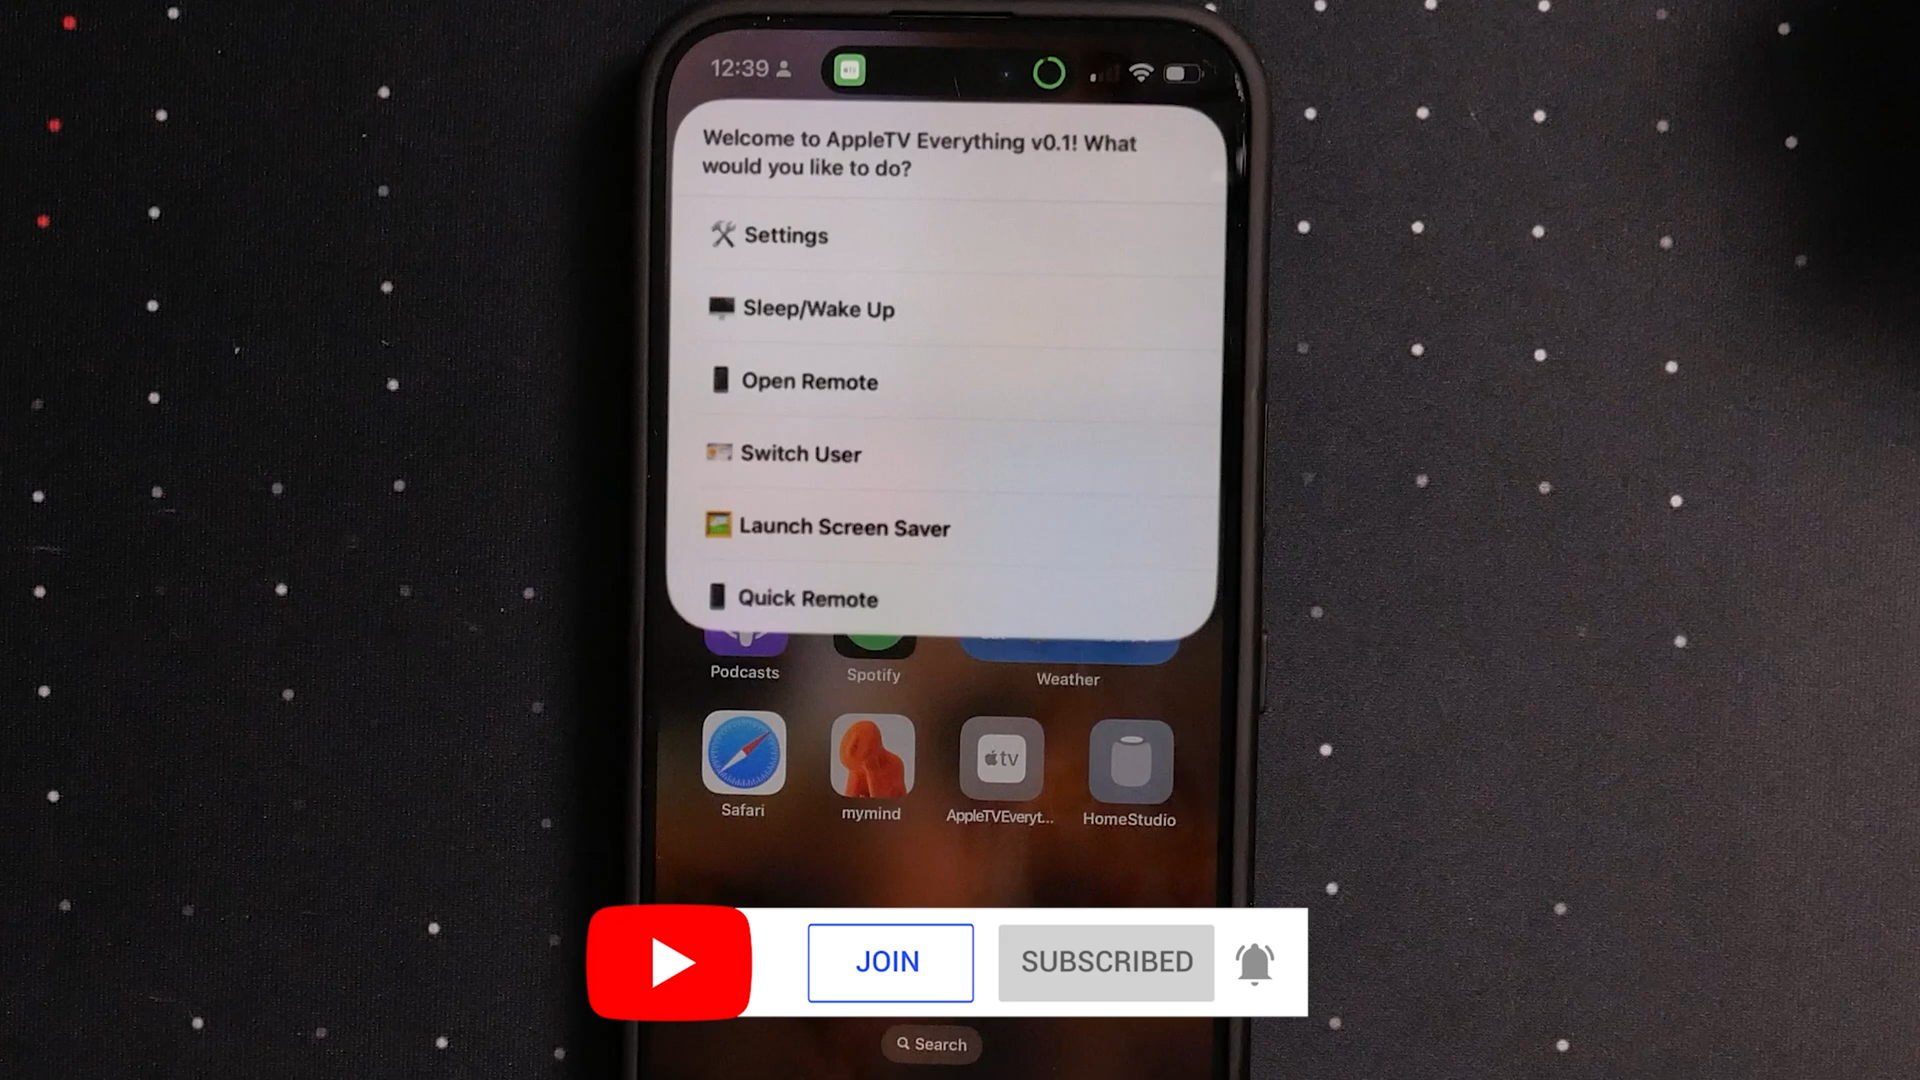 12:39
Welcome to AppleTV Everything v0.1! What
would you like to do?
🛠 Settings
🖥 Sleep/Wake Up
📱 Open Remote
🪪 Switch User
🖼 Launch Screen Saver
📱 Quick Remote
Podcasts
Spotify
Weather
tv
Safari
mymind
AppleTVEveryt...
HomeStudio
JOIN
SUBSCRIBED
Search